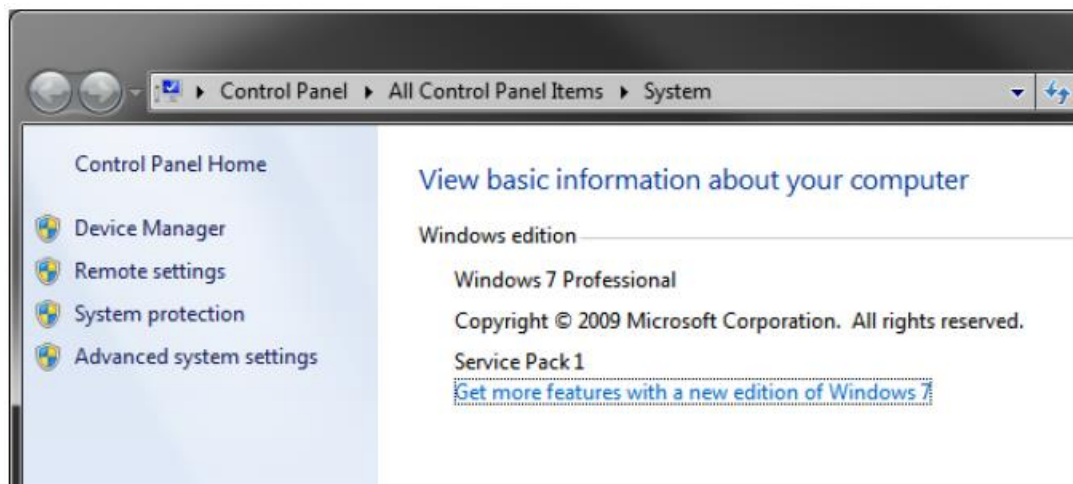 Control Panel All Control Panel Items System
Control Panel Home
Device Manager
Remote settings
System protection
Advanced system settings
View basic information about your computer
Windows edition
Windows 7 Professional
Copyright © 2009 Microsoft Corporation. All rights reserved.
Service Pack 1
Get more features with a new edition of Windows 7